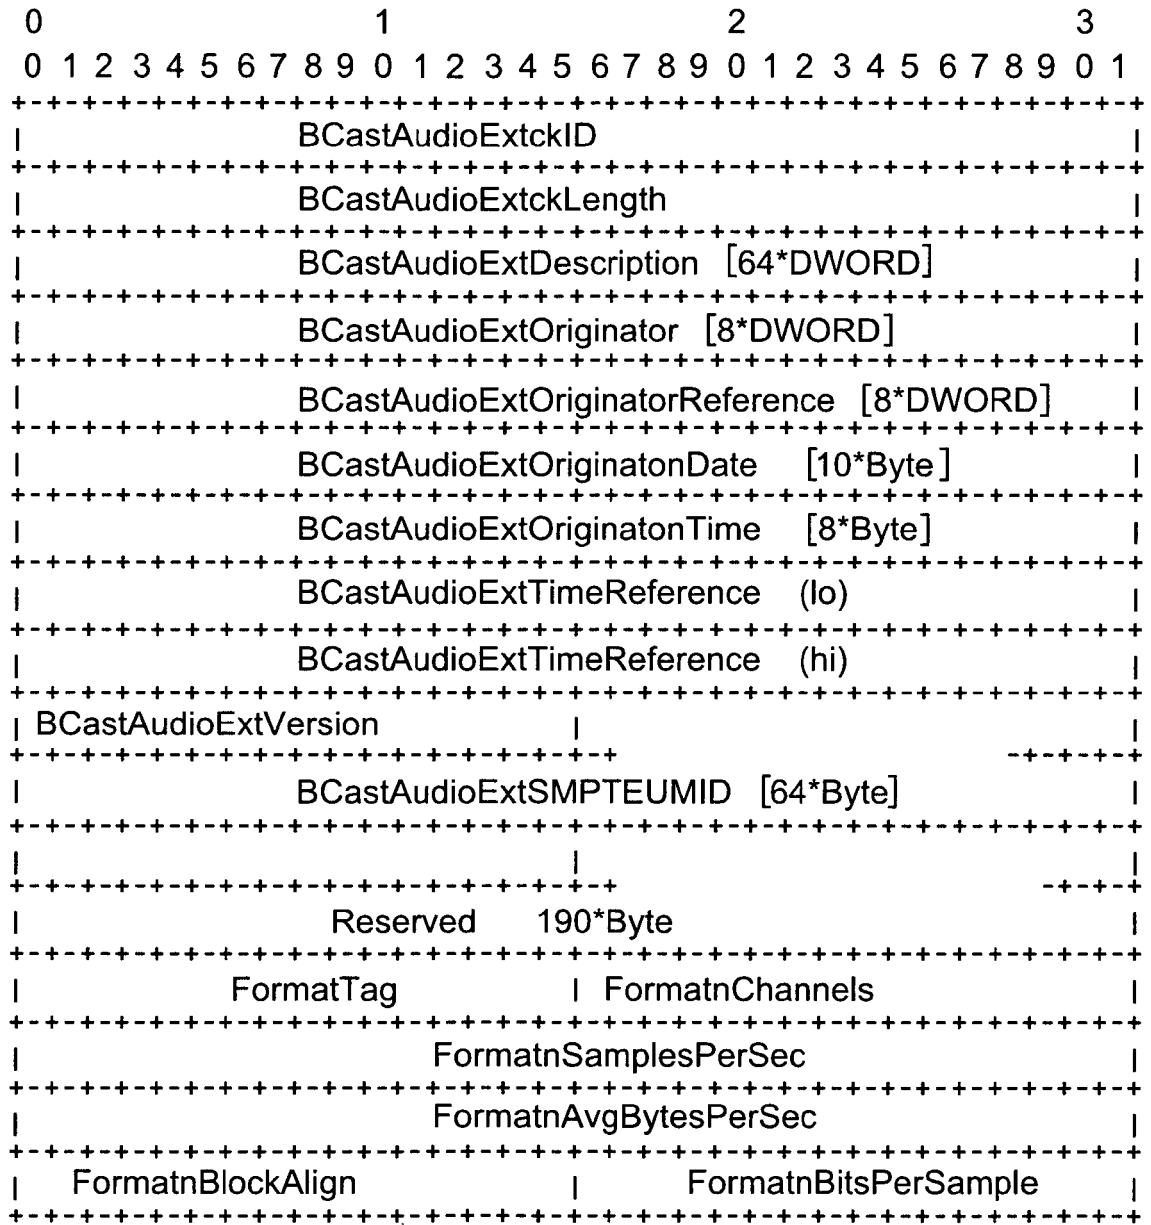 0 1 2 3
0 1 2 3 4 5 6 7 8 9 0 1 2 3 4 5 6 7 8 9 0 1 2 3 4 5 6 7 8 9 0 1
+-+-+-+-+-+-+-+-+-+-+-+-+-+-+-+-+-+-+-+-+-+-+-+-+-+-+-+-+-+-+-+-+
| BCastAudioExtckID |
+-+-+-+-+-+-+-+-+-+-+-+-+-+-+-+-+-+-+-+-+-+-+-+-+-+-+-+-+-+-+-+-+
| BCastAudioExtckLength |
+-+-+-+-+-+-+-+-+-+-+-+-+-+-+-+-+-+-+-+-+-+-+-+-+-+-+-+-+-+-+-+-+
| BCastAudioExtDescription [64*DWORD] |
+-+-+-+-+-+-+-+-+-+-+-+-+-+-+-+-+-+-+-+-+-+-+-+-+-+-+-+-+-+-+-+-+
| BCastAudioExtOriginator [8*DWORD] |
+-+-+-+-+-+-+-+-+-+-+-+-+-+-+-+-+-+-+-+-+-+-+-+-+-+-+-+-+-+-+-+-+
| BCastAudioExtOriginatorReference [8*DWORD] |
+-+-+-+-+-+-+-+-+-+-+-+-+-+-+-+-+-+-+-+-+-+-+-+-+-+-+-+-+-+-+-+-+
| BCastAudioExtOriginatonDate [10*Byte] |
+-+-+-+-+-+-+-+-+-+-+-+-+-+-+-+-+-+-+-+-+-+-+-+-+-+-+-+-+-+-+-+-+
| BCastAudioExtOriginatonTime [8*Byte] |
+-+-+-+-+-+-+-+-+-+-+-+-+-+-+-+-+-+-+-+-+-+-+-+-+-+-+-+-+-+-+-+-+
| BCastAudioExtTimeReference (lo) |
+-+-+-+-+-+-+-+-+-+-+-+-+-+-+-+-+-+-+-+-+-+-+-+-+-+-+-+-+-+-+-+-+
| BCastAudioExtTimeReference (hi) |
+-+-+-+-+-+-+-+-+-+-+-+-+-+-+-+-+-+-+-+-+-+-+-+-+-+-+-+-+-+-+-+-+
| BCastAudioExtVersion | |
+-+-+-+-+-+-+-+-+-+-+-+-+-+-+-+-+-+ -+-+-+-+
| BCastAudioExtSMPTEUMID [64*Byte] |
+-+-+-+-+-+-+-+-+-+-+-+-+-+-+-+-+-+-+-+-+-+-+-+-+-+-+-+-+-+-+-+-+
| | |
+-+-+-+-+-+-+-+-+-+-+-+-+-+-+-+-+-+ -+-+-+
| Reserved 190*Byte |
+-+-+-+-+-+-+-+-+-+-+-+-+-+-+-+-+-+-+-+-+-+-+-+-+-+-+-+-+-+-+-+-+
| FormatTag | FormatnChannels |
+-+-+-+-+-+-+-+-+-+-+-+-+-+-+-+-+-+-+-+-+-+-+-+-+-+-+-+-+-+-+-+-+
| FormatnSamplesPerSec |
+-+-+-+-+-+-+-+-+-+-+-+-+-+-+-+-+-+-+-+-+-+-+-+-+-+-+-+-+-+-+-+-+
| FormatnAvgBytesPerSec |
+-+-+-+-+-+-+-+-+-+-+-+-+-+-+-+-+-+-+-+-+-+-+-+-+-+-+-+-+-+-+-+-+
| FormatnBlockAlign | FormatnBitsPerSample |
+-+-+-+-+-+-+-+-+-+-+-+-+-+-+-+-+-+-+-+-+-+-+-+-+-+-+-+-+-+-+-+-+